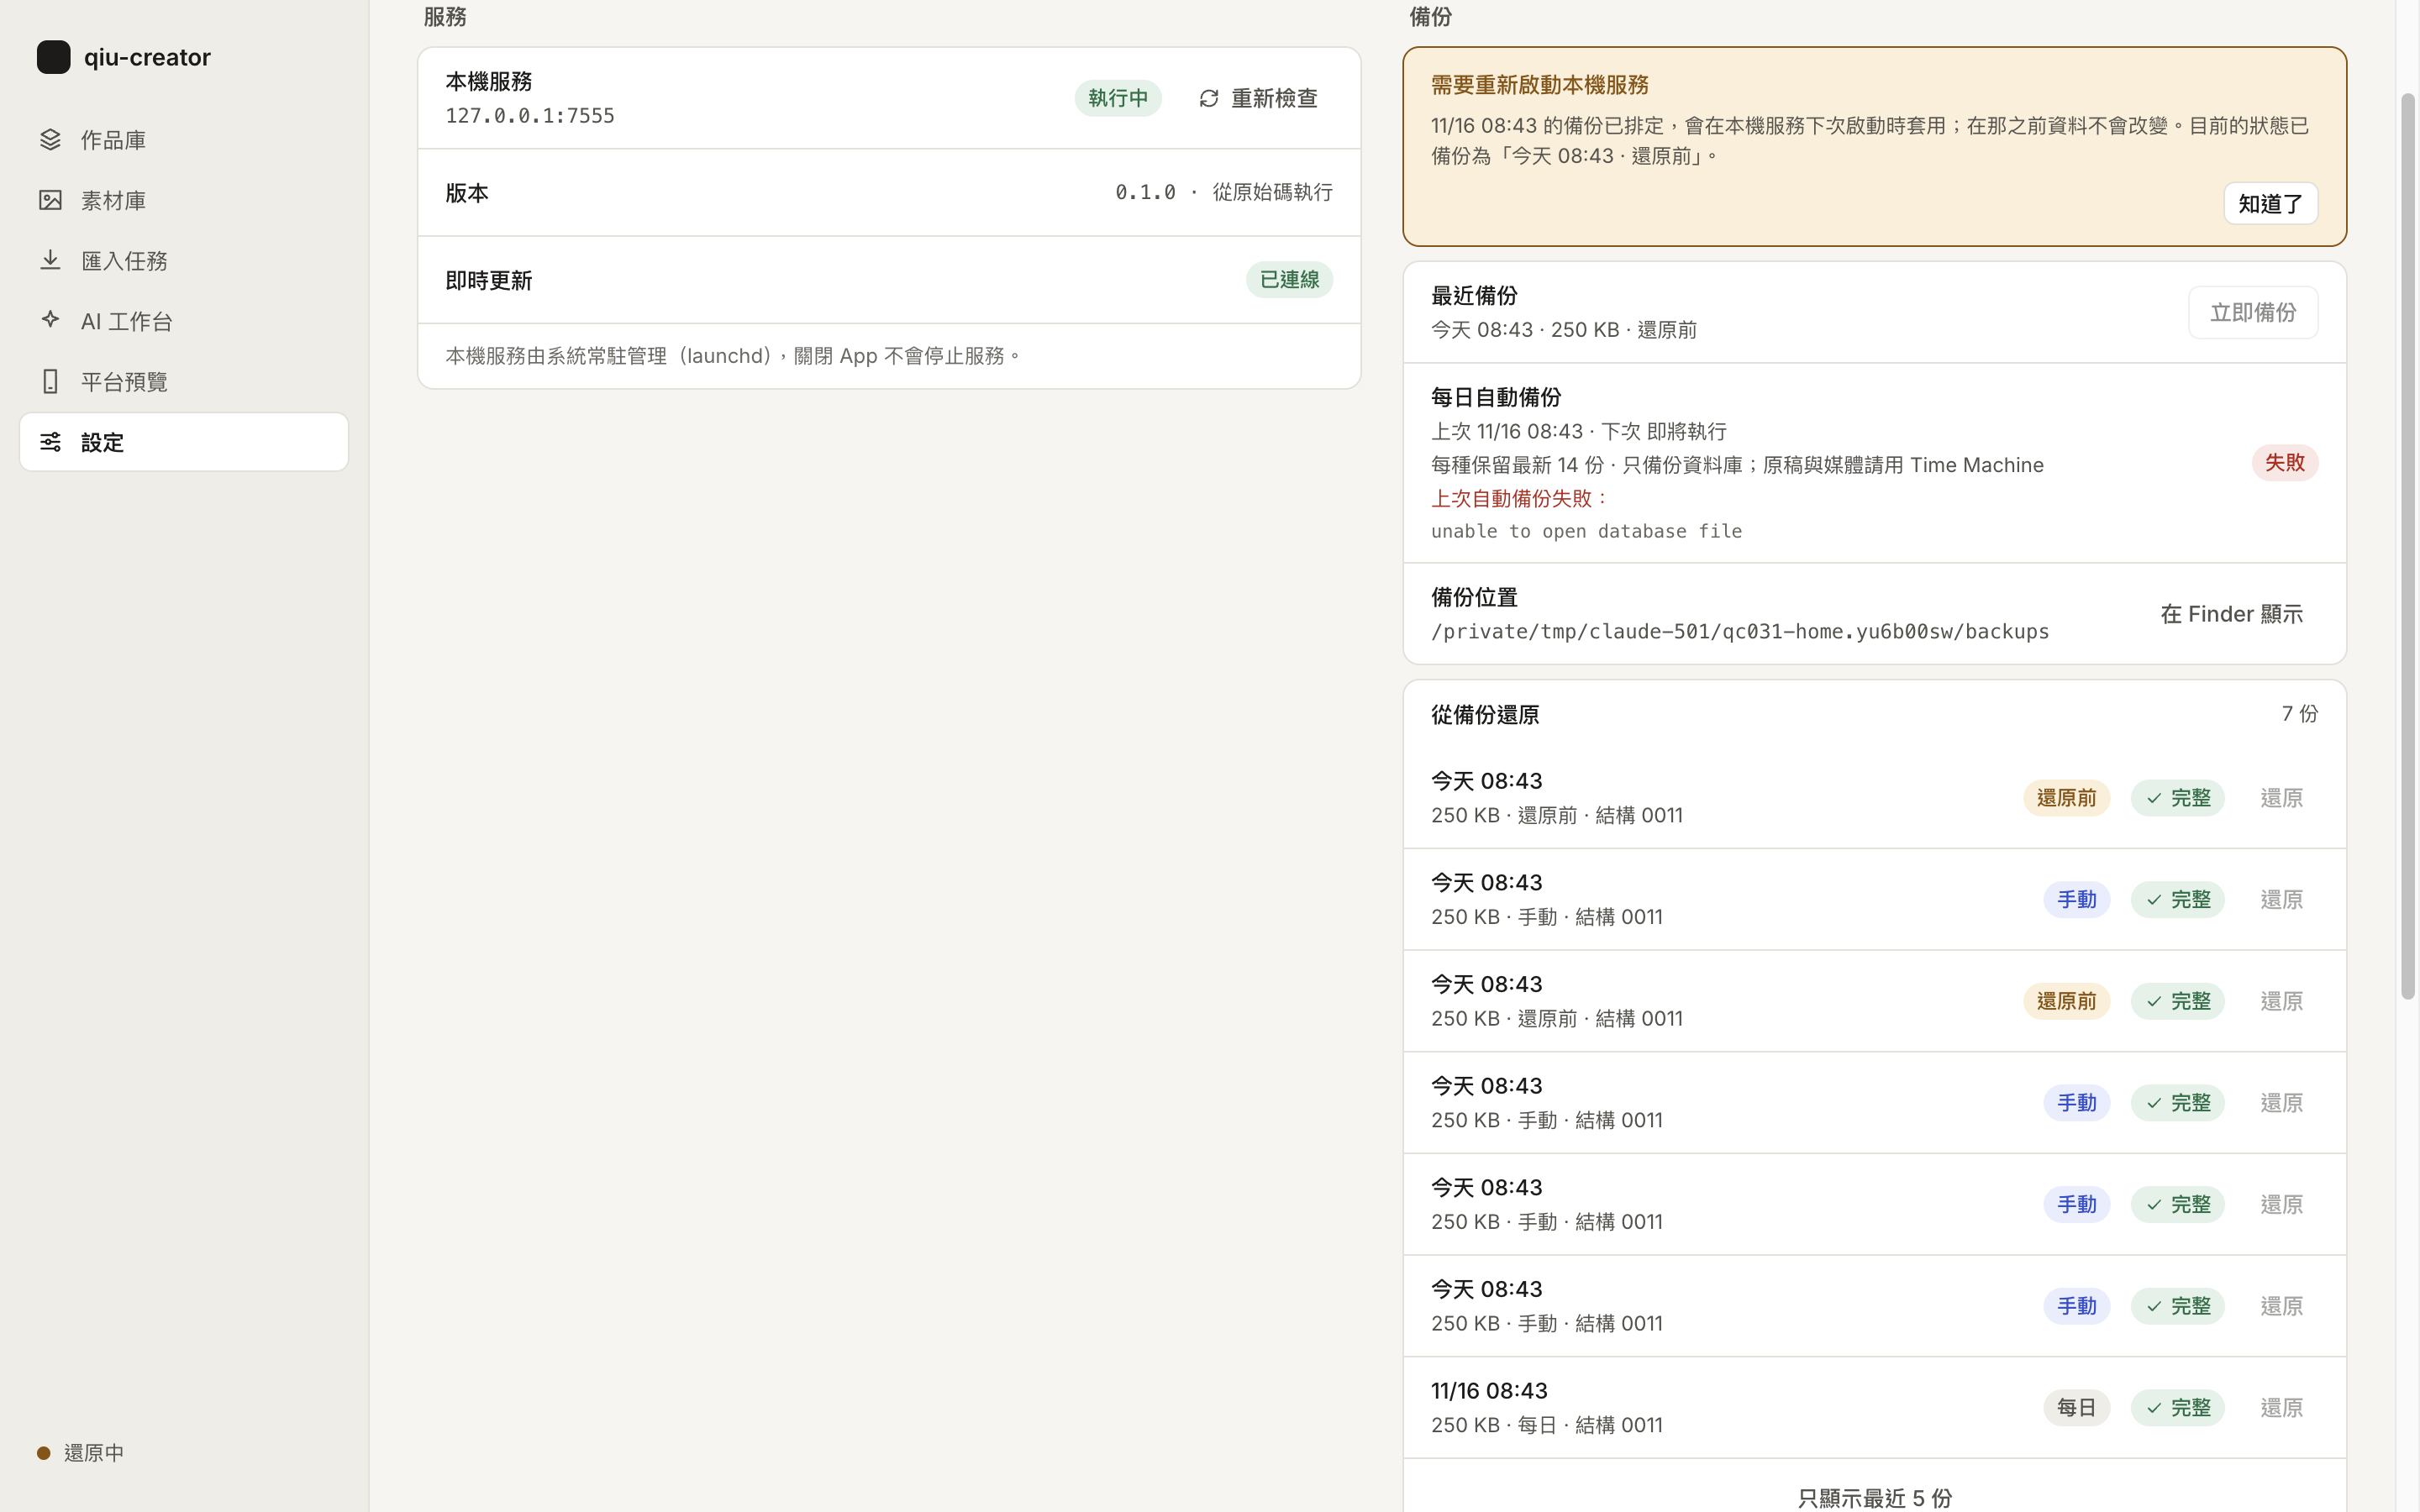 qiu-creator
作品庫
素材庫
匯入任務
AI 工作台
平台預覽
設定
還原中
服務
本機服務
127.0.0.1:7555
執行中
重新檢查
版本
0.1.0 · 從原始碼執行
即時更新
已連線
本機服務由系統常駐管理（launchd），關閉 App 不會停止服務。
備份
需要重新啟動本機服務
11/16 08:43 的備份已排定，會在本機服務下次啟動時套用；在那之前資料不會改變。目前的狀態已
備份為「今天 08:43 · 還原前」。
知道了
最近備份
今天 08:43 · 250 KB · 還原前
立即備份
每日自動備份
上次 11/16 08:43 · 下次 即將執行
每種保留最新 14 份 · 只備份資料庫；原稿與媒體請用 Time Machine
上次自動備份失敗：
unable to open database file
失敗
備份位置
/private/tmp/claude-501/qc031-home.yu6b00sw/backups
在 Finder 顯示
從備份還原
7 份
今天 08:43
250 KB · 還原前 · 結構 0011
還原前
完整
還原
今天 08:43
250 KB · 手動 · 結構 0011
手動
完整
還原
今天 08:43
250 KB · 還原前 · 結構 0011
還原前
完整
還原
今天 08:43
250 KB · 手動 · 結構 0011
手動
完整
還原
今天 08:43
250 KB · 手動 · 結構 0011
手動
完整
還原
今天 08:43
250 KB · 手動 · 結構 0011
手動
完整
還原
11/16 08:43
250 KB · 每日 · 結構 0011
每日
完整
還原
只顯示最近 5 份